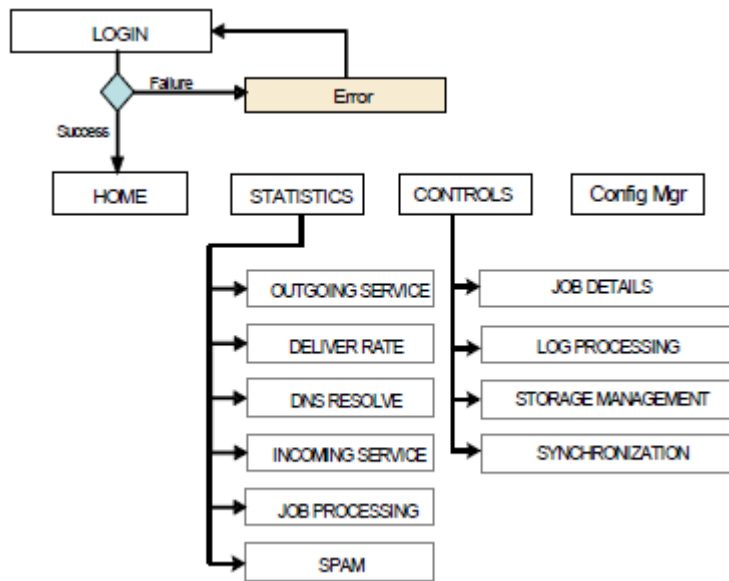 LOGIN
Failure
Error
Success
HOME
STATISTICS
CONTROLS
Config Mgr
OUTGOING SERVICE
DELIVER RATE
DNS RESOLVE
INCOMING SERVICE
JOB PROCESSING
SPAM
JOB DETAILS
LOG PROCESSING
STORAGE MANAGEMENT
SYNCHRONIZATION